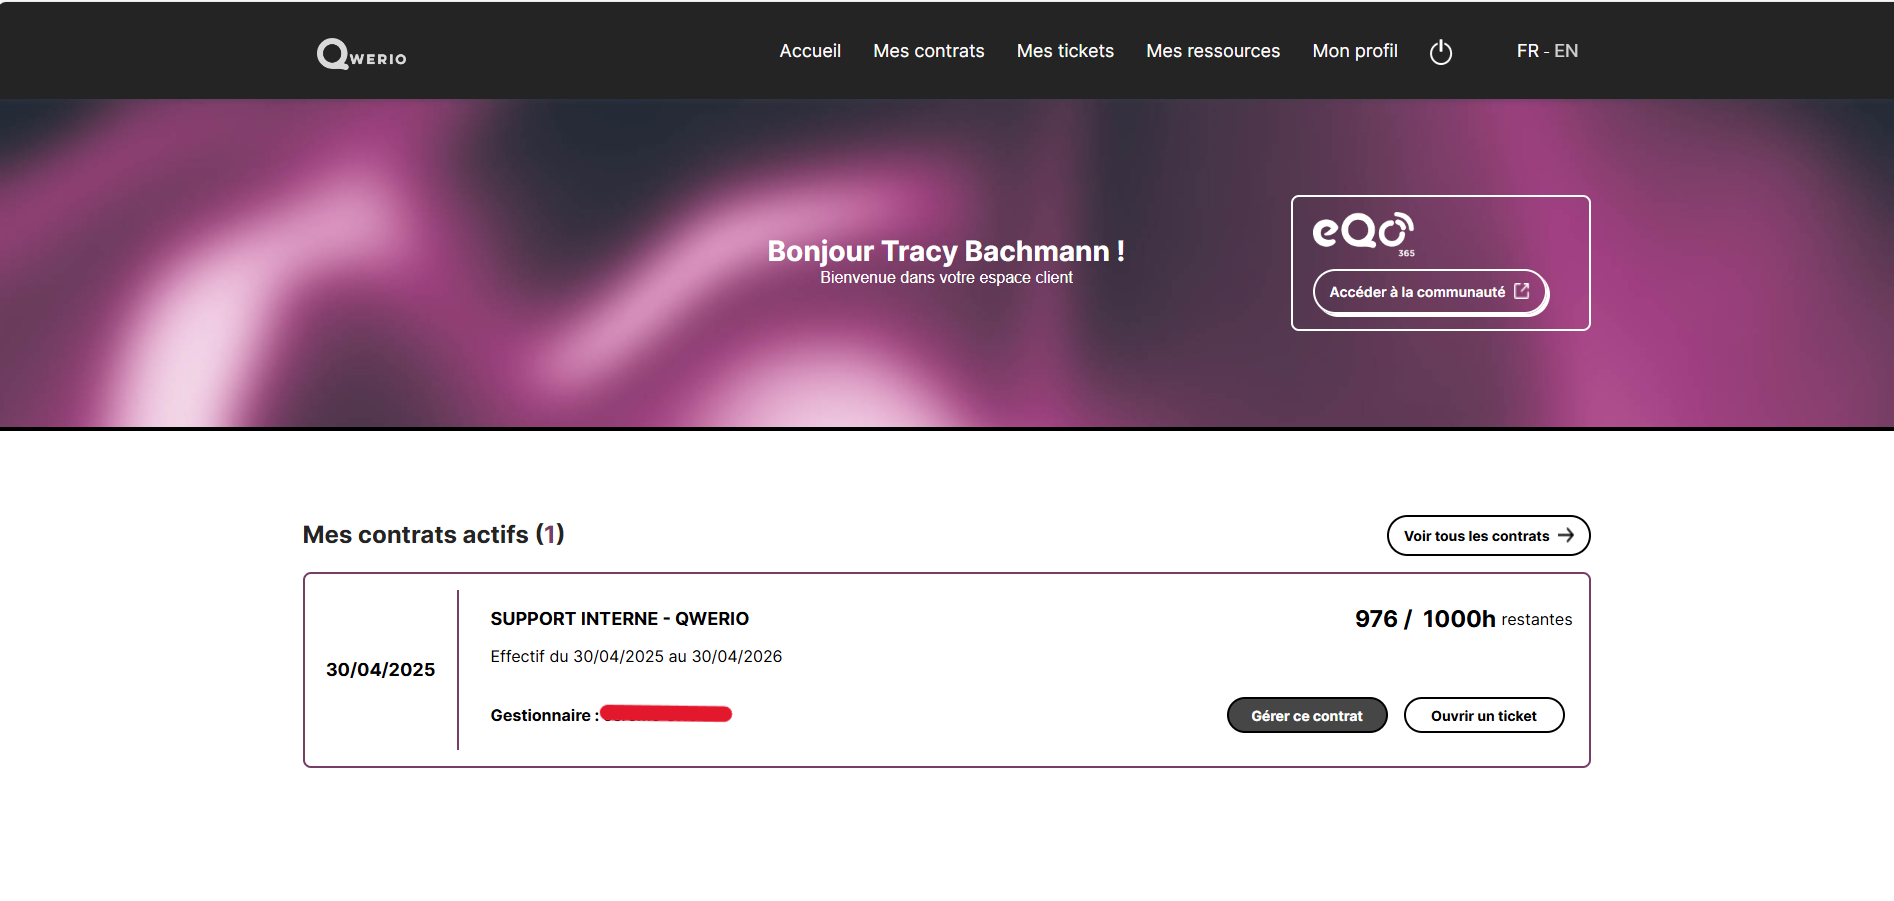 QWERIO
Accueil Mes contrats Mes tickets Mes ressources Mon profil FR - EN
Bonjour Tracy Bachmann !
Bienvenue dans votre espace client
eQo
365
Accéder à la communauté
Mes contrats actifs (1)
Voir tous les contrats
30/04/2025
SUPPORT INTERNE - QWERIO
976 / 1000h restantes
Effectif du 30/04/2025 au 30/04/2026
Gestionnaire :
Gérer ce contrat
Ouvrir un ticket